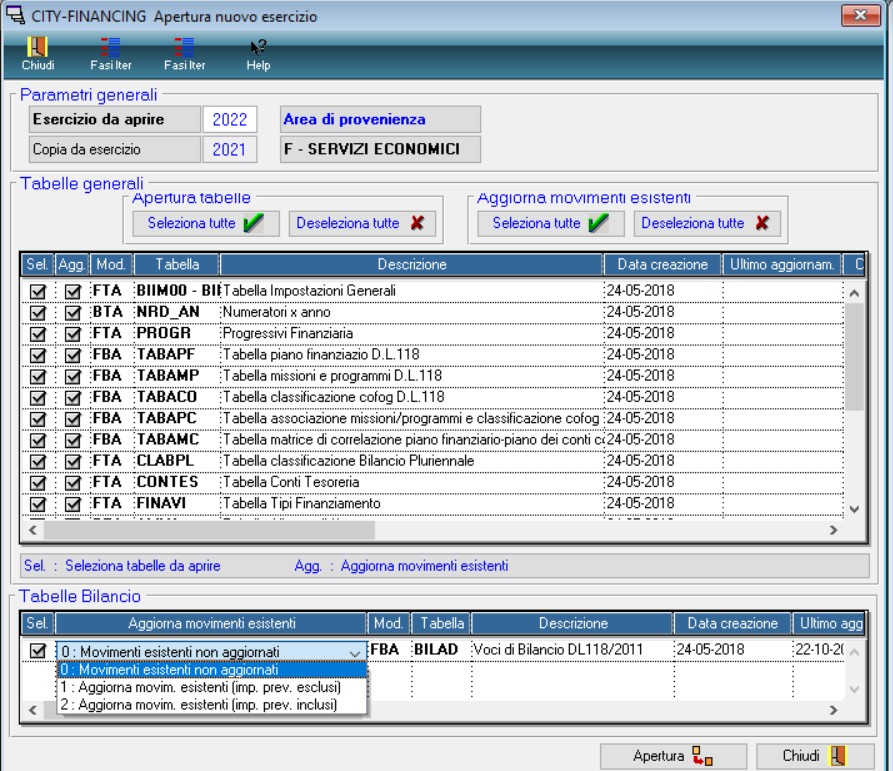 CITY-FINANCING Apertura nuovo esercizio
Chiudi Fasi Iter Fasi Iter Help
Parametri generali
Esercizio da aprire 2022 Area di provenienza
Copia da esercizio 2021 F - SERVIZI ECONOMICI
Tabelle generali
Apertura tabelle Aggiorna movimenti esistenti
Seleziona tutte Deseleziona tutte Seleziona tutte Deseleziona tutte
Sel. Agg. Mod. Tabella Descrizione Data creazione Ultimo aggiornam.
FTA BIIM00 - BII Tabella Impostazioni Generali 24-05-2018
BTA NRD_AN Numeratori x anno 24-05-2018
FTA PROGR Progressivi Finanziaria 24-05-2018
FBA TABAPF Tabella piano finanziazio D.L.118 24-05-2018
FBA TABAMP Tabella missioni e programmi D.L.118 24-05-2018
FBA TABACO Tabella classificazione cofog D.L.118 24-05-2018
FBA TABAPC Tabella associazione missioni/programmi e classificazione cofog 24-05-2018
FBA TABAMC Tabella matrice di correlazione piano finanziario-piano dei conti 24-05-2018
FTA CLABPL Tabella classificazione Bilancio Pluriennale 24-05-2018
FTA CONTES Tabella Conti Tesoreria 24-05-2018
FTA FINAVI Tabella Tipi Finanziamento 24-05-2018
Sel. : Seleziona tabelle da aprire Agg. : Aggiorna movimenti esistenti
Tabelle Bilancio
Sel. Aggiorna movimenti esistenti Mod. Tabella Descrizione Data creazione Ultimo agg
0 : Movimenti esistenti non aggiornati FBA BILAD Voci di Bilancio DL118/2011 24-05-2018 22-10-20
0 : Movimenti esistenti non aggiornati
1 : Aggiorna movim. esistenti (imp. prev. esclusi)
2 : Aggiorna movim. esistenti (imp. prev. inclusi)
Apertura Chiudi